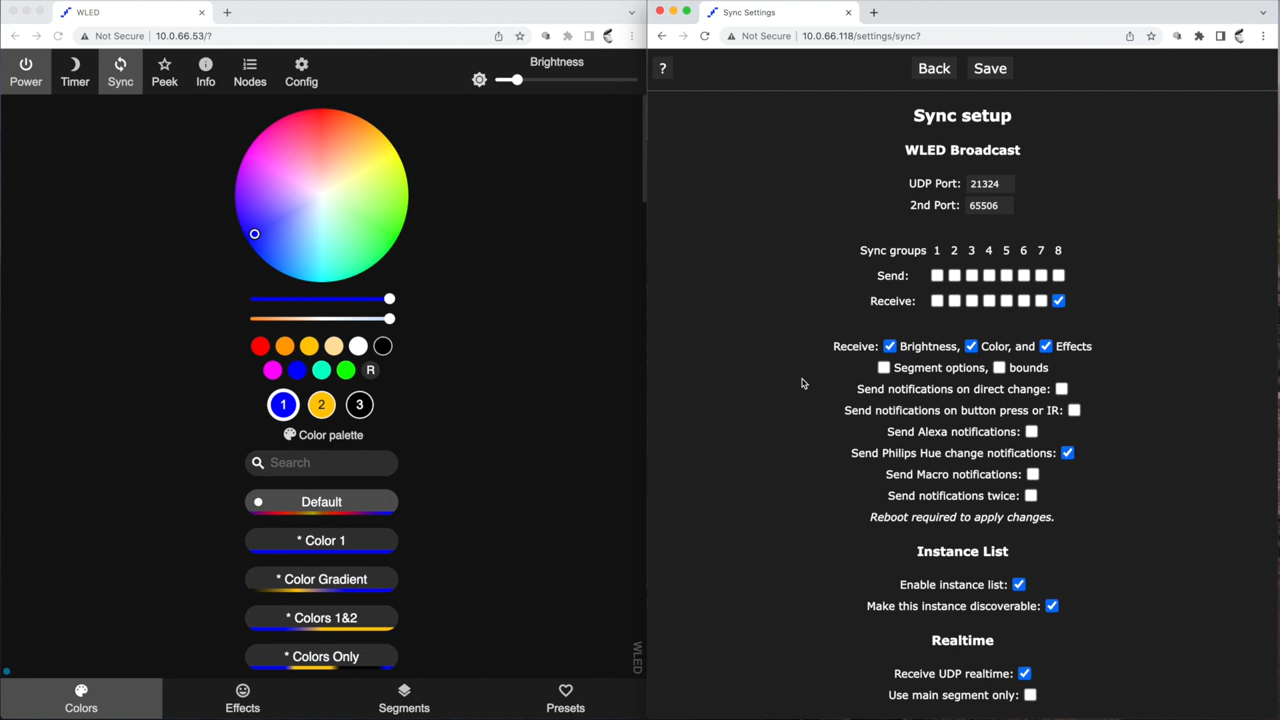 WLED
Not Secure 10.0.66.53/?
Power Timer Sync Peek Info Nodes Config
Brightness
R
1 2 3
Color palette
Search
Default
* Color 1
* Color Gradient
* Colors 1&2
* Colors Only
WLED
Colors Effects Segments Presets
Sync Settings
Not Secure 10.0.66.118/settings/sync?
? Back Save
Sync setup
WLED Broadcast
UDP Port: 21324
2nd Port: 65506
Sync groups 1 2 3 4 5 6 7 8
Send:
Receive:
Receive: Brightness, Color, and Effects
Segment options, bounds
Send notifications on direct change:
Send notifications on button press or IR:
Send Alexa notifications:
Send Philips Hue change notifications:
Send Macro notifications:
Send notifications twice:
Reboot required to apply changes.
Instance List
Enable instance list:
Make this instance discoverable:
Realtime
Receive UDP realtime:
Use main segment only: